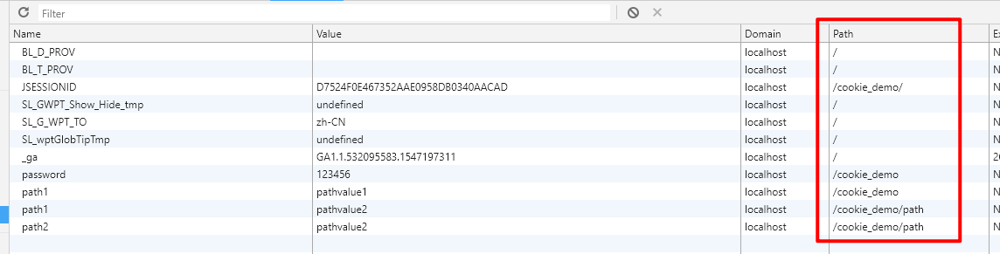 Filter
Name Value Domain Path E
BL_D_PROV localhost / N
BL_T_PROV localhost / N
JSESSIONID D7524F0E467352AAE0958DB0340AACAD localhost /cookie_demo/ N
SL_GWPT_Show_Hide_tmp undefined localhost / N
SL_G_WPT_TO zh-CN localhost / N
SL_wptGlobTipTmp undefined localhost / N
_ga GA1.1.532095583.1547197311 localhost / 20
password 123456 localhost /cookie_demo N
path1 pathvalue1 localhost /cookie_demo N
path1 pathvalue2 localhost /cookie_demo/path N
path2 pathvalue2 localhost /cookie_demo/path N